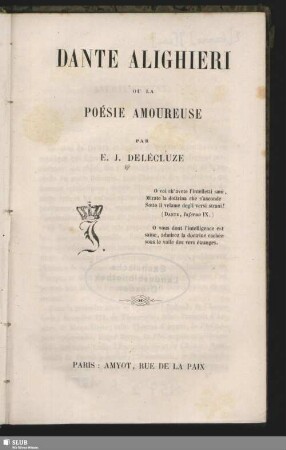 DANTE ALIGHIERI
OU LA
POÉSIE AMOUREUSE
PAR
E. J. DELÉCLUZE
O voi ch'avete l'intelletti sani,
Mirate la dottrina che s'asconde
Sotto il velame degli versi strani!
(DANTE, Inferno IX.)
O vous dont l'intelligence est
saine, admirez la doctrine cachée
sous le voile des vers étranges.
PARIS: AMYOT, RUE DE LA PAIX
SLUB